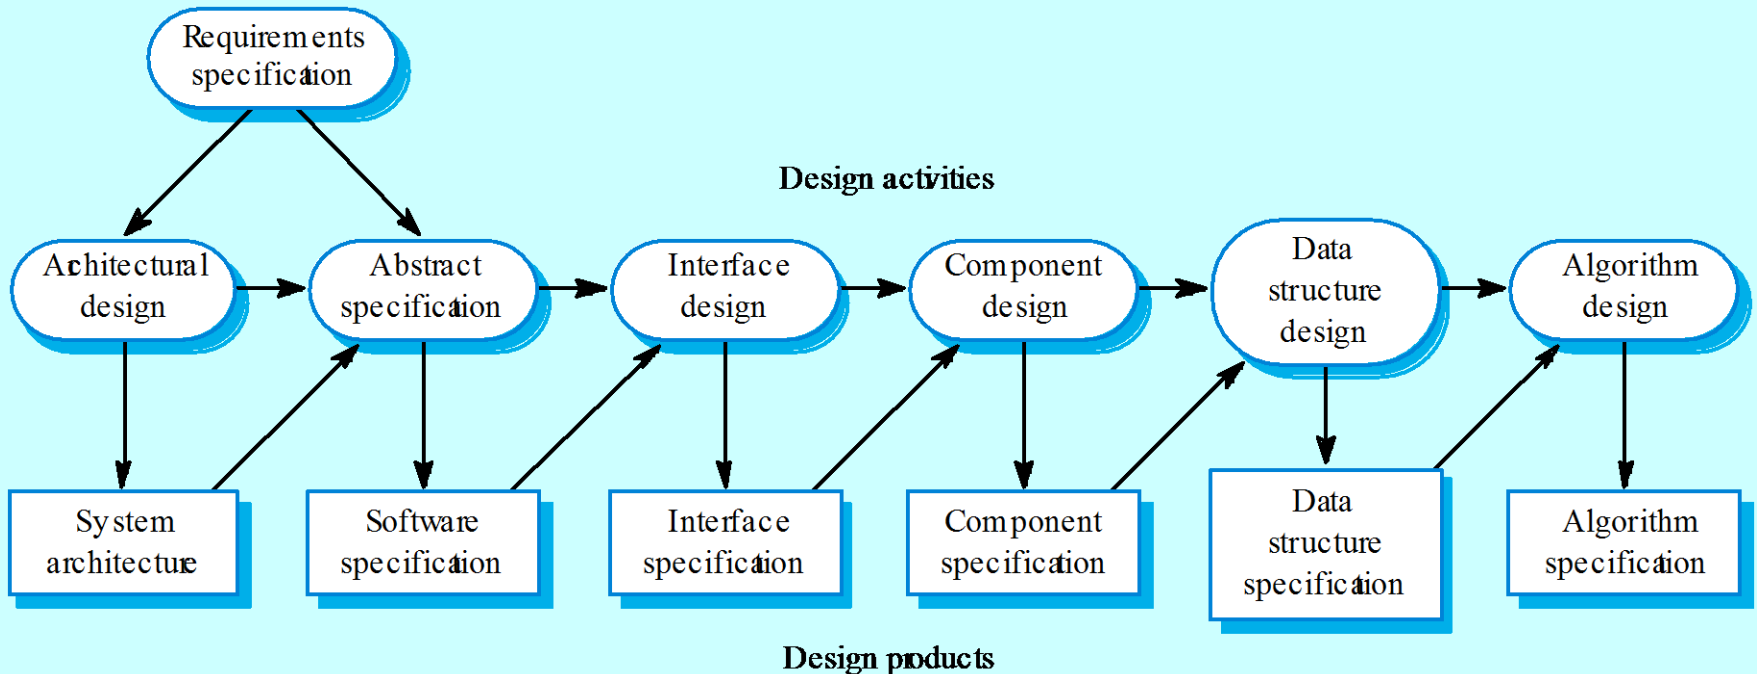 Requirements
specification
Design activities
Architectural
design
Abstract
specification
Interface
design
Component
design
Data
structure
design
Algorithm
design
System
architecture
Software
specification
Interface
specification
Component
specification
Data
structure
specification
Algorithm
specification
Design products